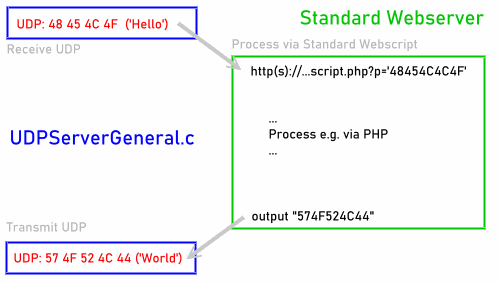 UDP: 48 45 4C 4F ('Hello')
Receive UDP
Standard Webserver
Process via Standard Webscript
http(s)://...script.php?p='48454C4C4F'
...
Process e.g. via PHP
...
UDPServerGeneral.c
output "574F524C44"
Transmit UDP
UDP: 57 4F 52 4C 44 ('World')